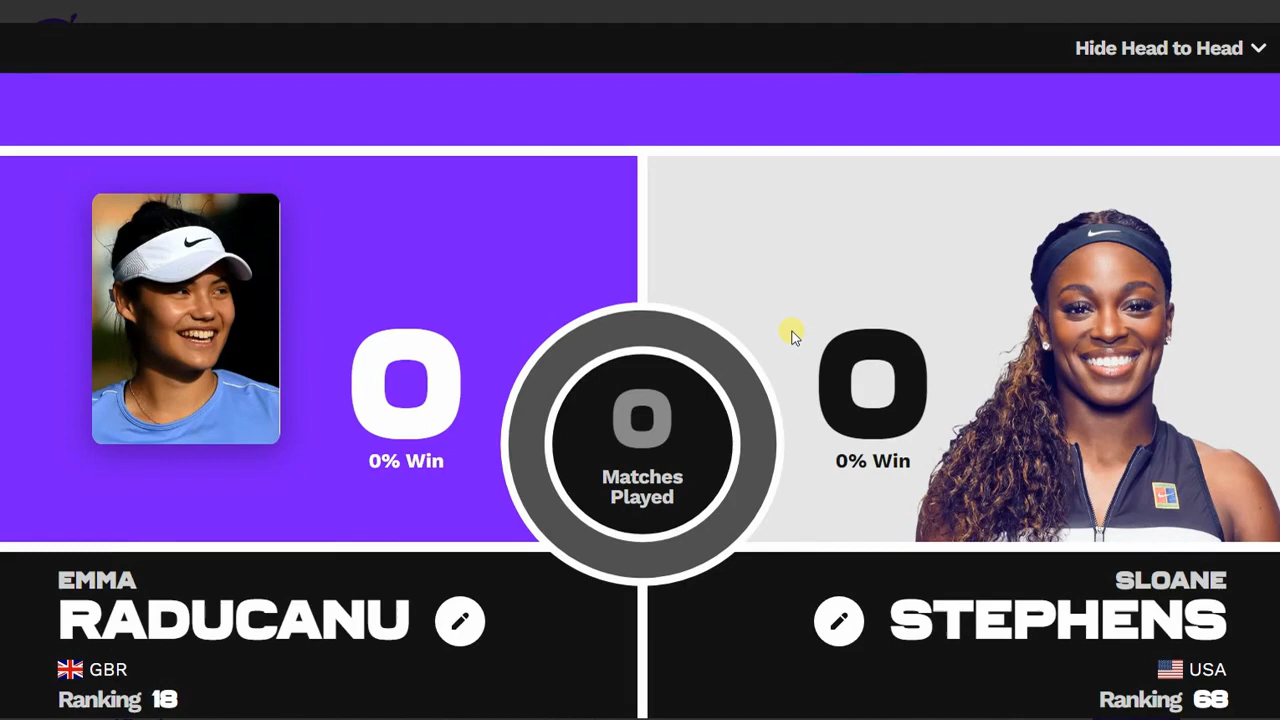 Hide Head to Head
0
0% Win
0
Matches
Played
0
0% Win
EMMA
RADUCANU
GBR
Ranking 18
SLOANE
STEPHENS
USA
Ranking 68